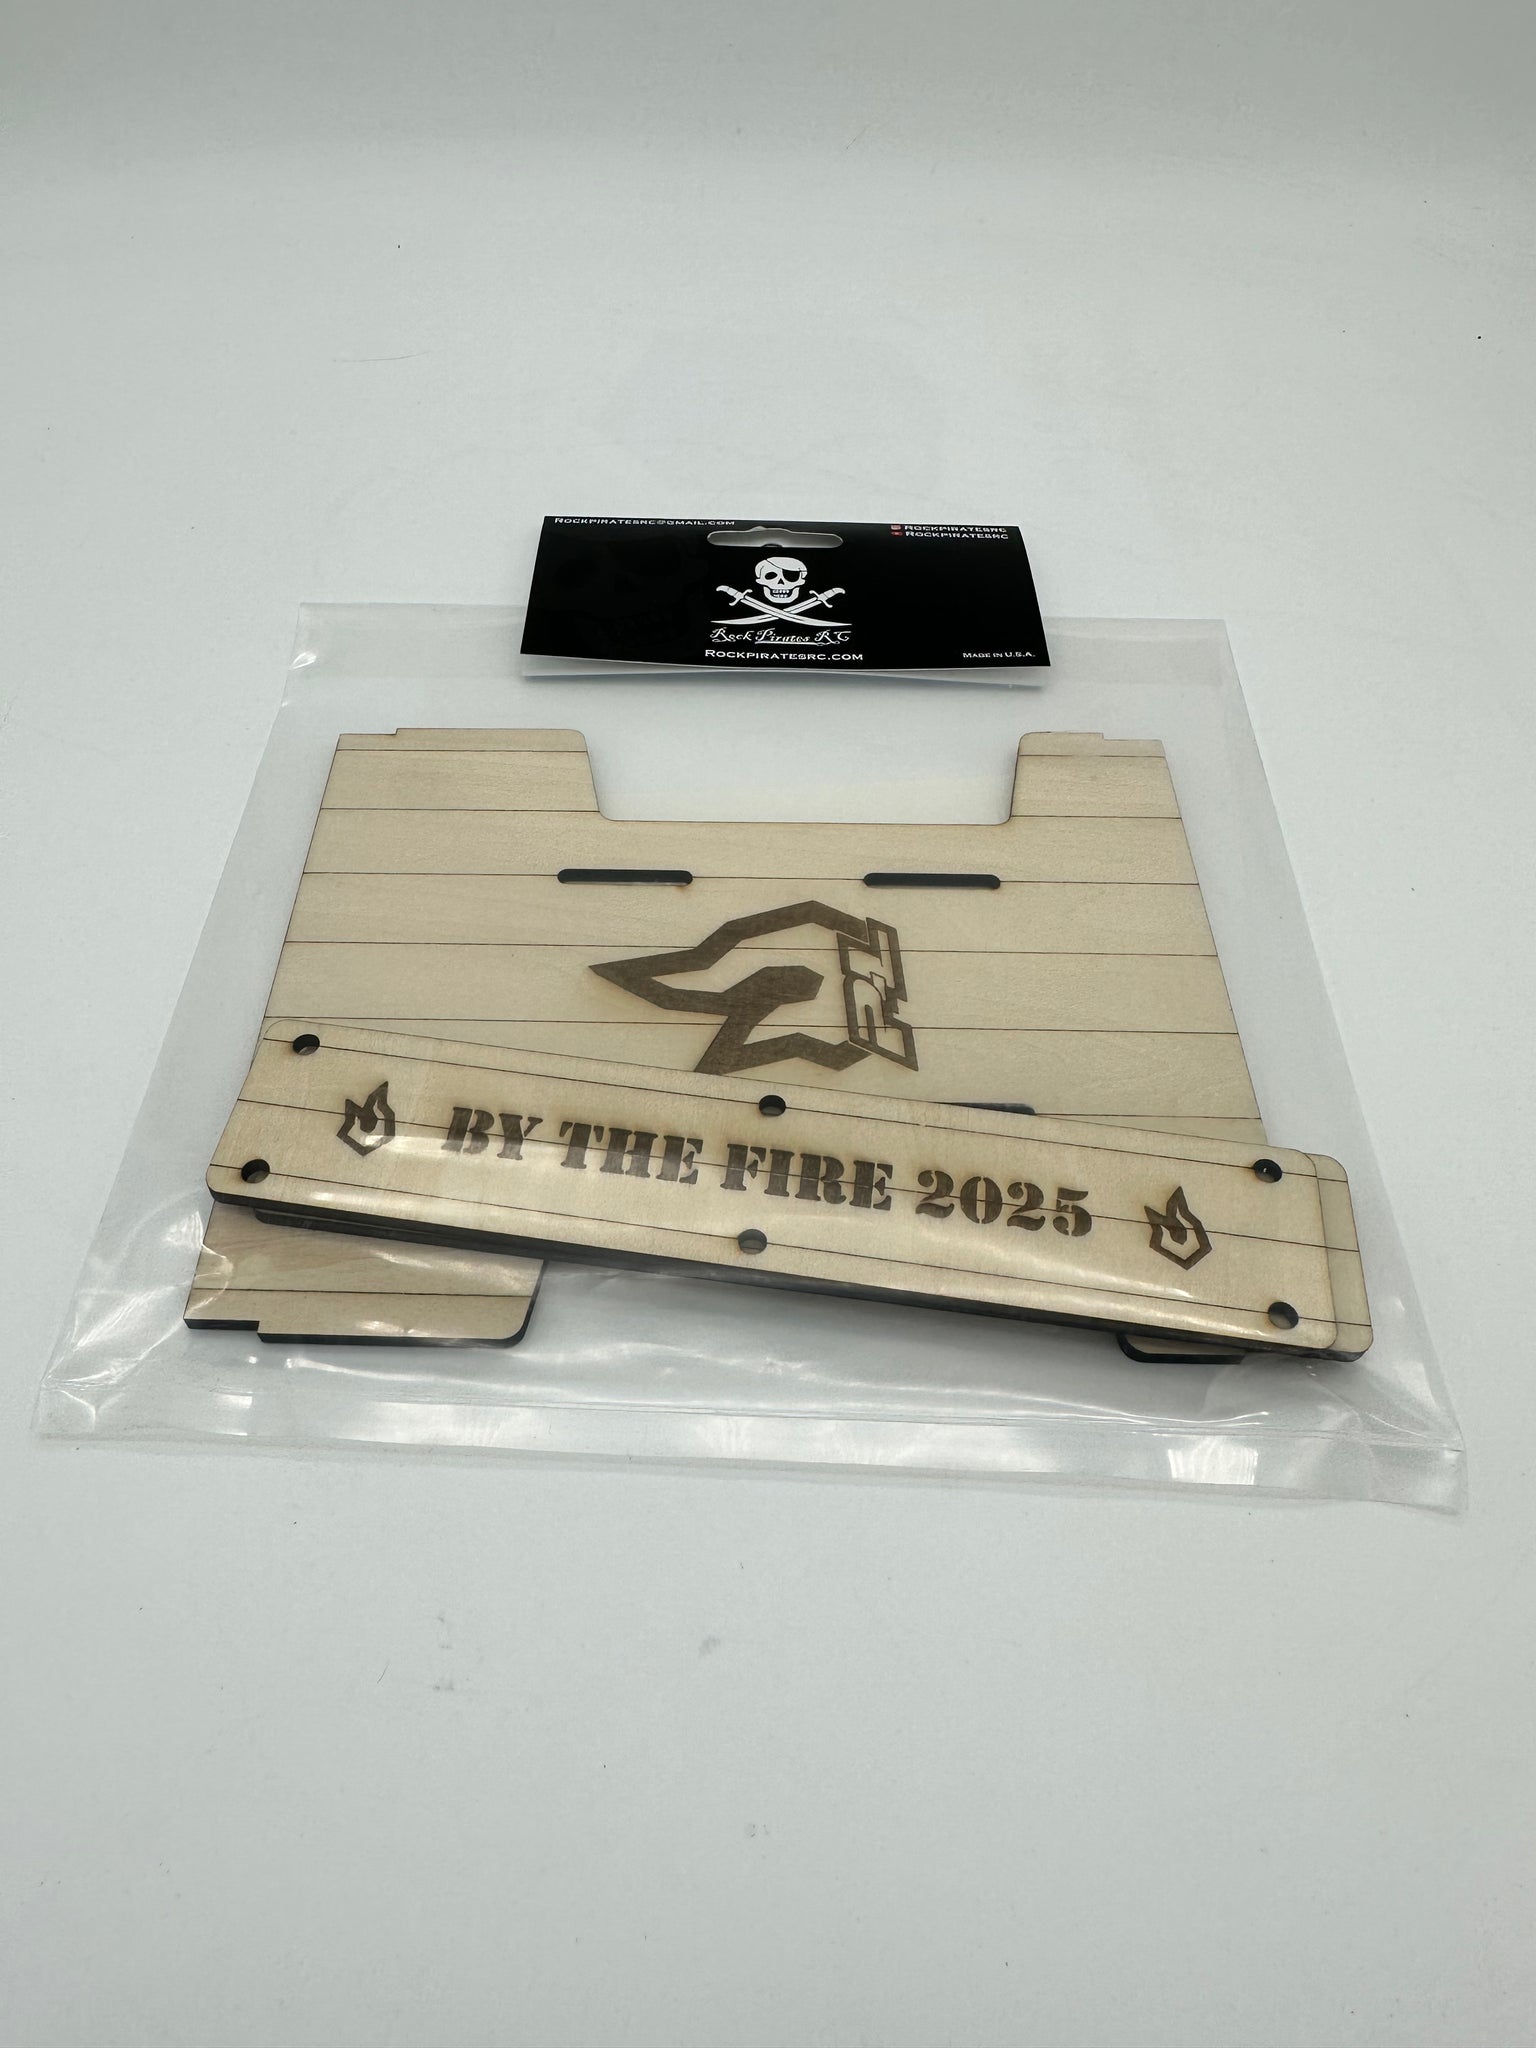 ROCKPIRATESRC@GMAIL.COM
ROCKPIRATESRC
ROCKPIRATESRC
Rock Pirates RC
ROCKPIRATESRC.COM
MADE IN U.S.A.
BY THE FIRE 2025